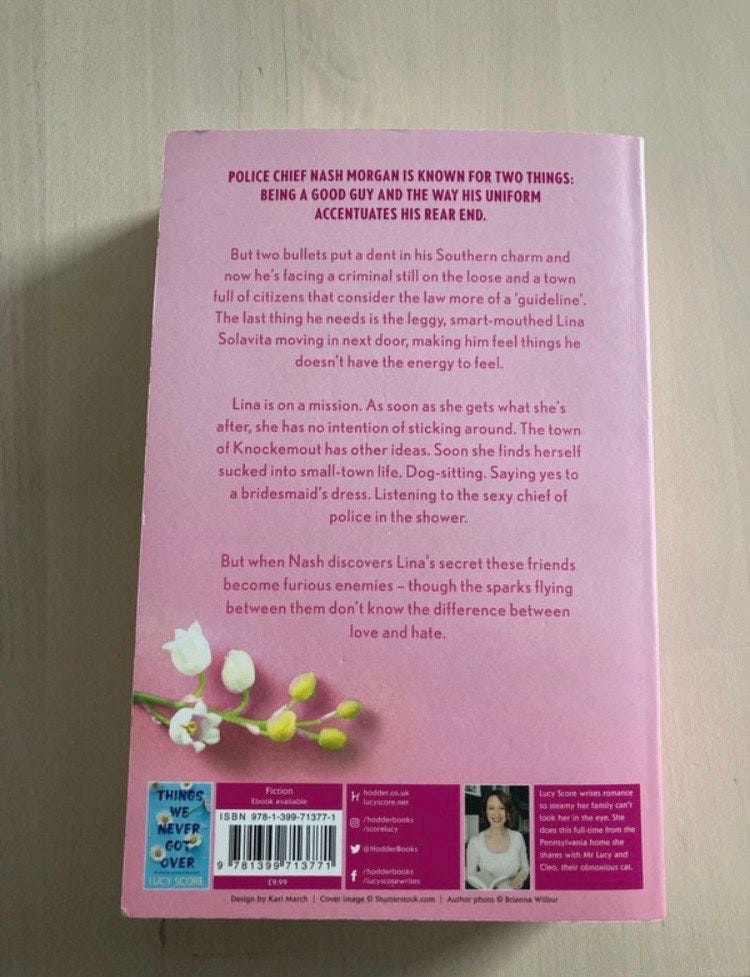 POLICE CHIEF NASH MORGAN IS KNOWN FOR TWO THINGS:
BEING A GOOD GUY AND THE WAY HIS UNIFORM
ACCENTUATES HIS REAR END.
But two bullets put a dent in his Southern charm and
now he's facing a criminal still on the loose and a town
full of citizens that consider the law more of a 'guideline'.
The last thing he needs is the leggy, smart-mouthed Lina
Solavita moving in next door, making him feel things he
doesn't have the energy to feel.
Lina is on a mission. As soon as she gets what she's
after, she has no intention of sticking around. The town
of Knockemout has other ideas. Soon she finds herself
sucked into small-town life. Dog-sitting. Saying yes to
a bridesmaid's dress. Listening to the sexy chief of
police in the shower.
But when Nash discovers Lina's secret these friends
become furious enemies – though the sparks flying
between them don't know the difference between
love and hate.
THINGS
WE
NEVER
GOT
OVER
LUCY SCORE
Fiction
Ebook available
ISBN 978-1-399-71377-1
9 781399 713771
£9.99
hodder.co.uk
lucyscore.net
/hodderbooks
/scorelucy
@HodderBooks
/hodderbooks
/lucyscorewrites
Lucy Score writes romance
so steamy her family can't
look her in the eye. She
does this full-time from the
Pennsylvania home she
shares with Mr Lucy and
Cleo, their obnoxious cat.
Design by Kari March | Cover image © Shutterstock.com | Author photo © Brianna Wilbur